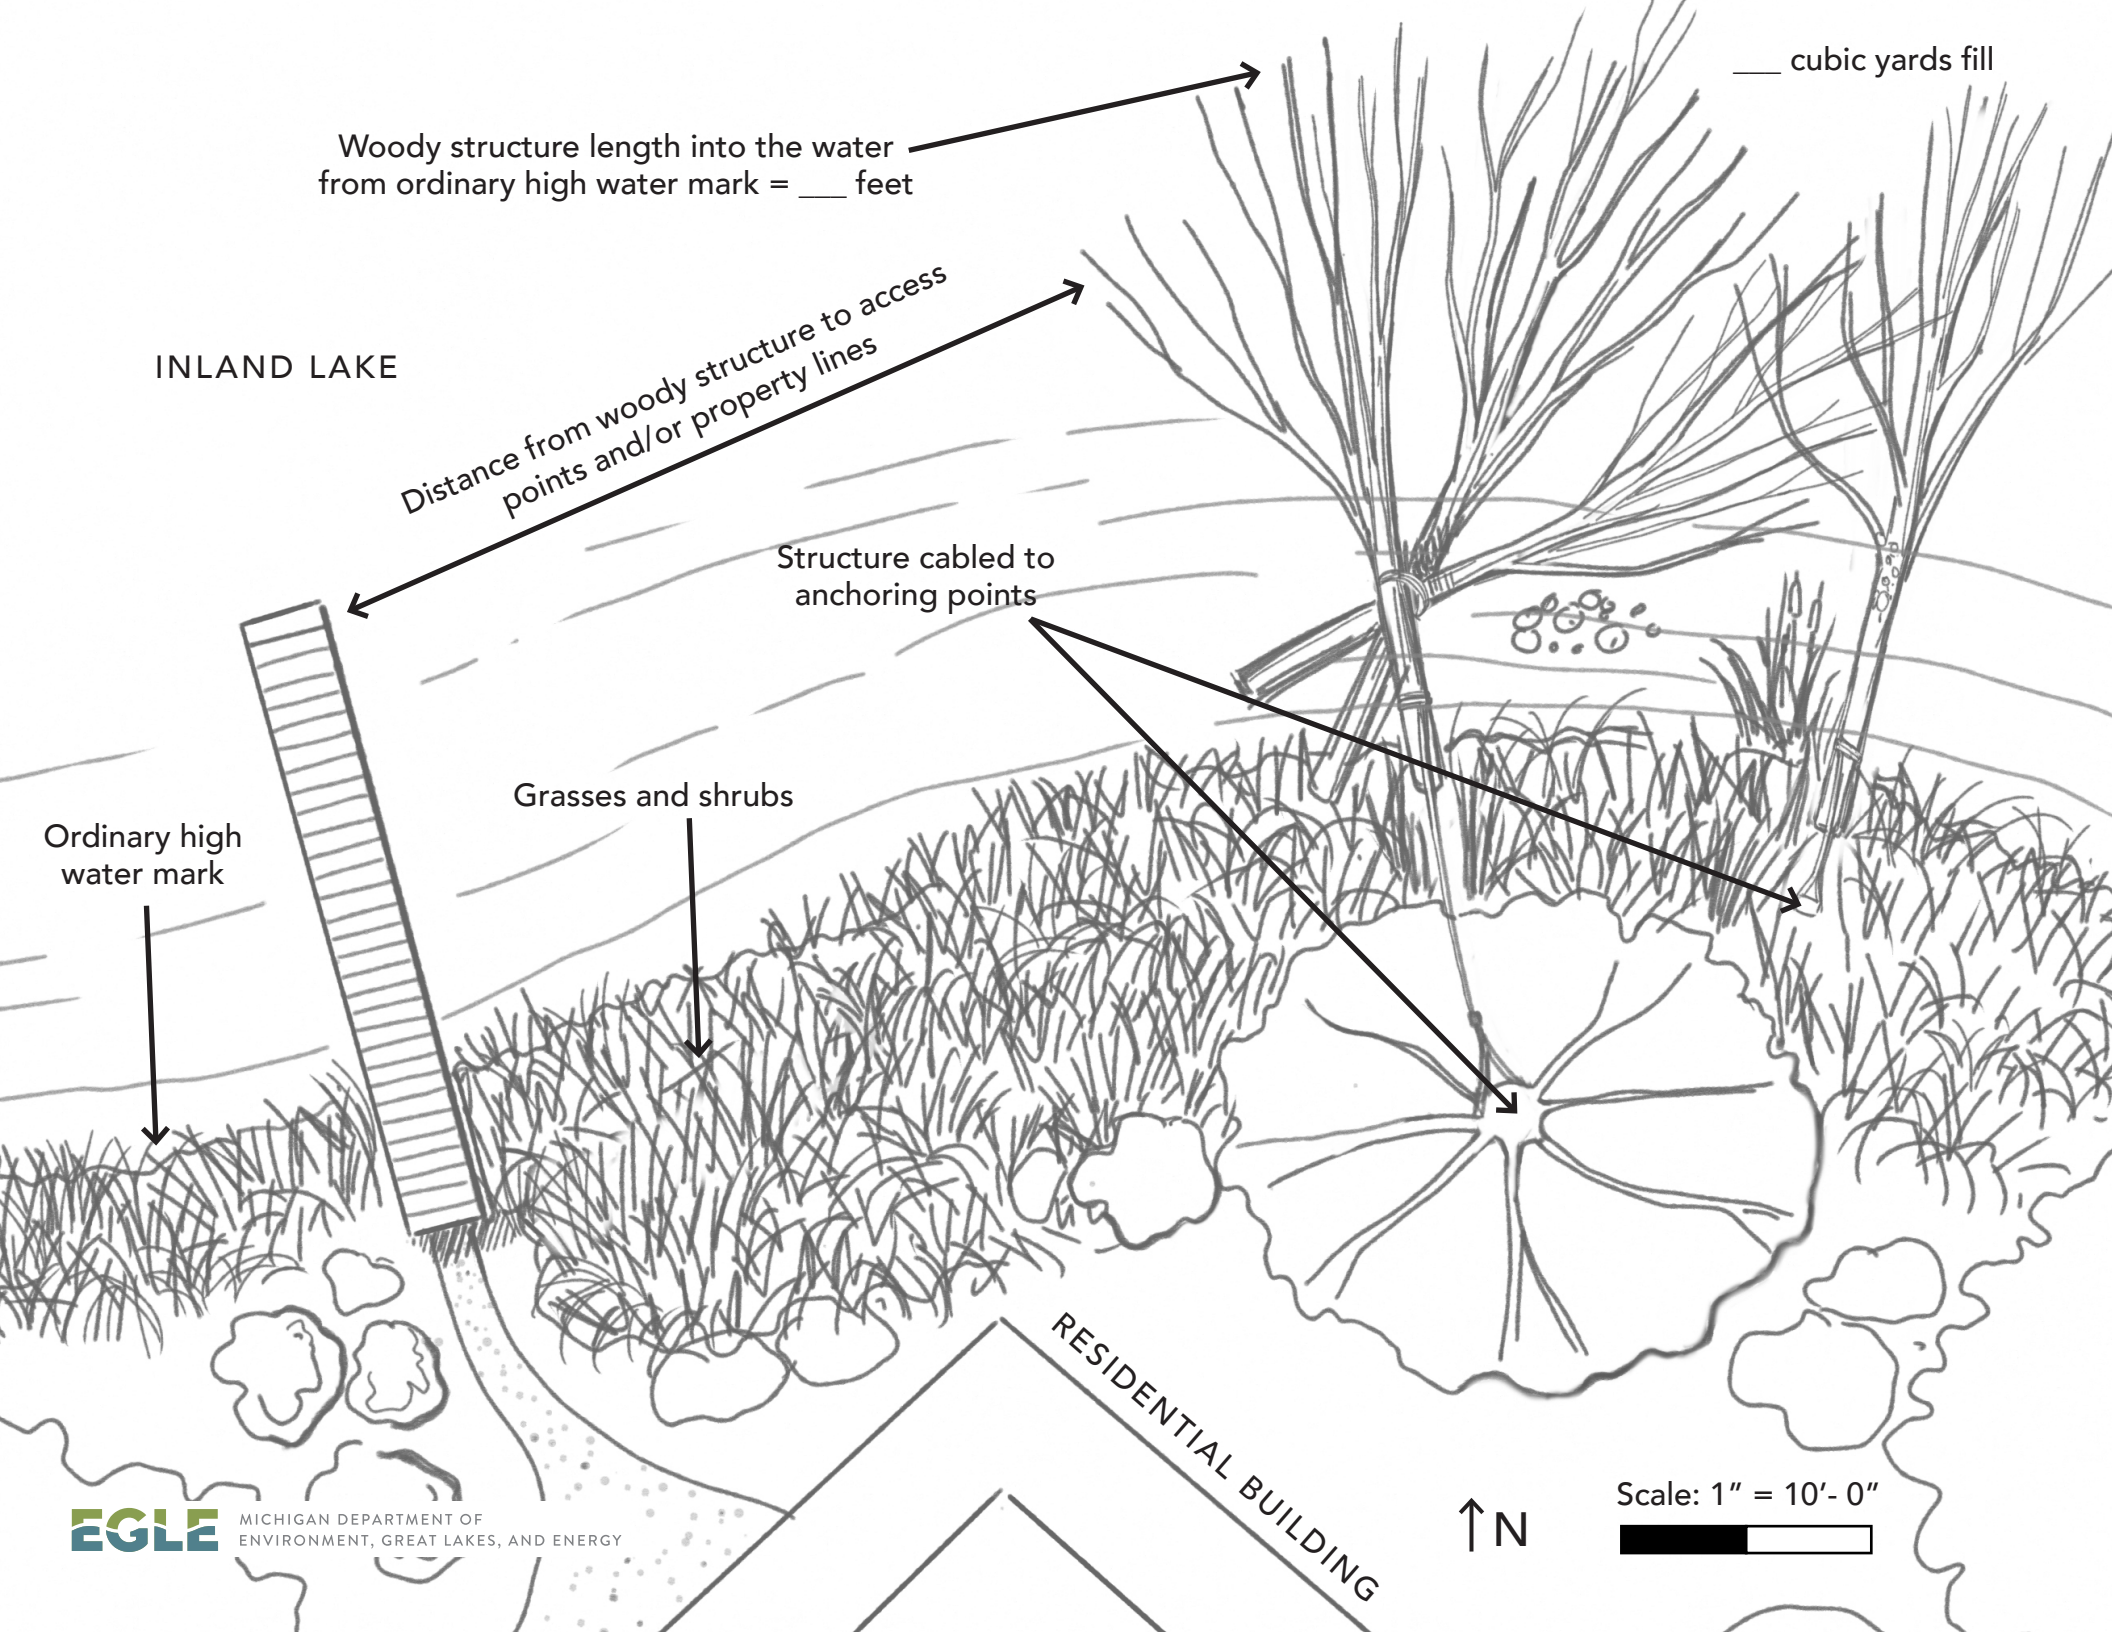 ___ cubic yards fill
Woody structure length into the water
from ordinary high water mark = ___ feet
Distance from woody structure to access
points and/or property lines
INLAND LAKE
Structure cabled to
anchoring points
Grasses and shrubs
Ordinary high
water mark
RESIDENTIAL BUILDING
Scale: 1” = 10’- 0”
N
EGLE
MICHIGAN DEPARTMENT OF
ENVIRONMENT, GREAT LAKES, AND ENERGY